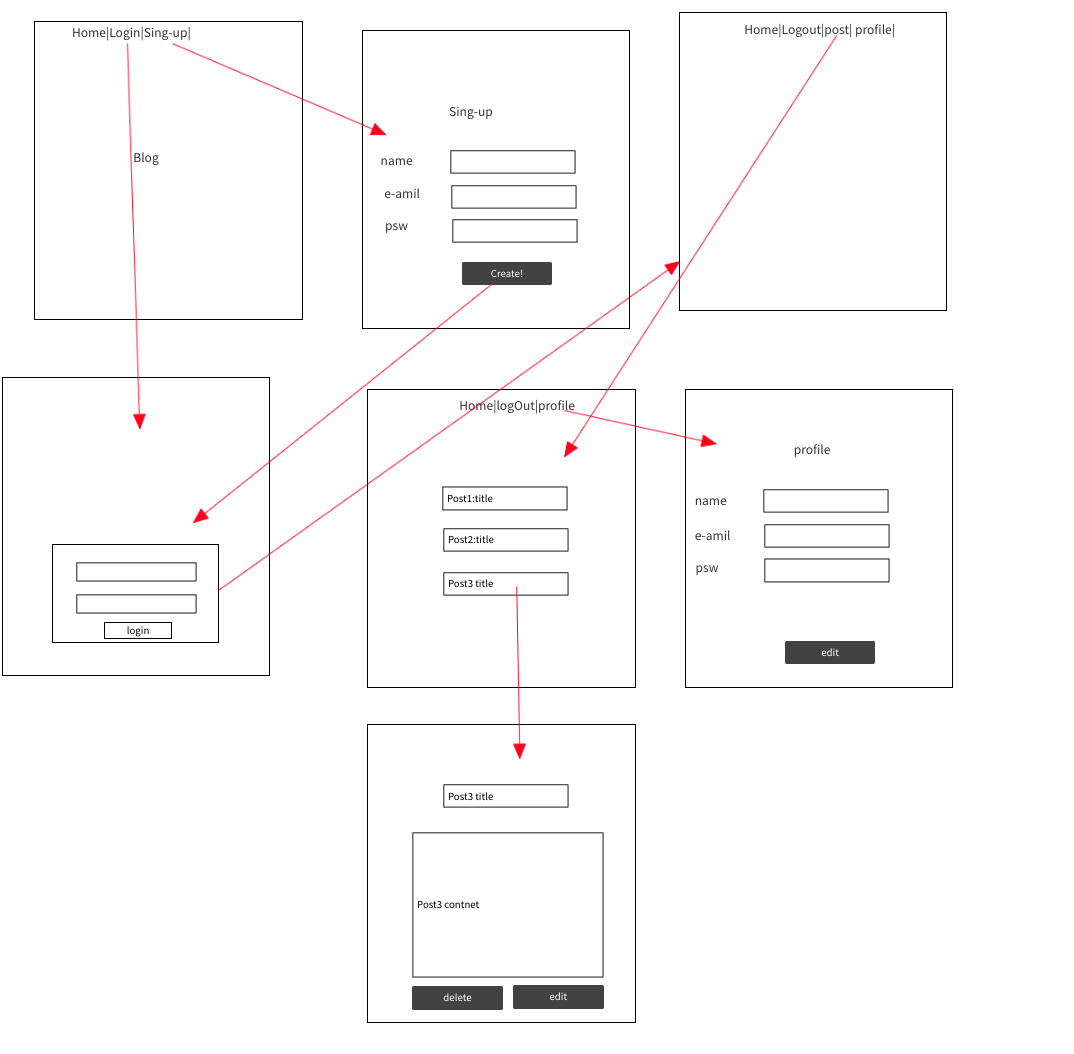 Home|Login|Sing-up|
Blog
Sing-up
name
e-amil
psw
Create!
Home|Logout|post| profile|
login
Home|logOut|profile
Post1:title
Post2:title
Post3 title
profile
name
e-amil
psw
edit
Post3 title
Post3 contnet
delete
edit